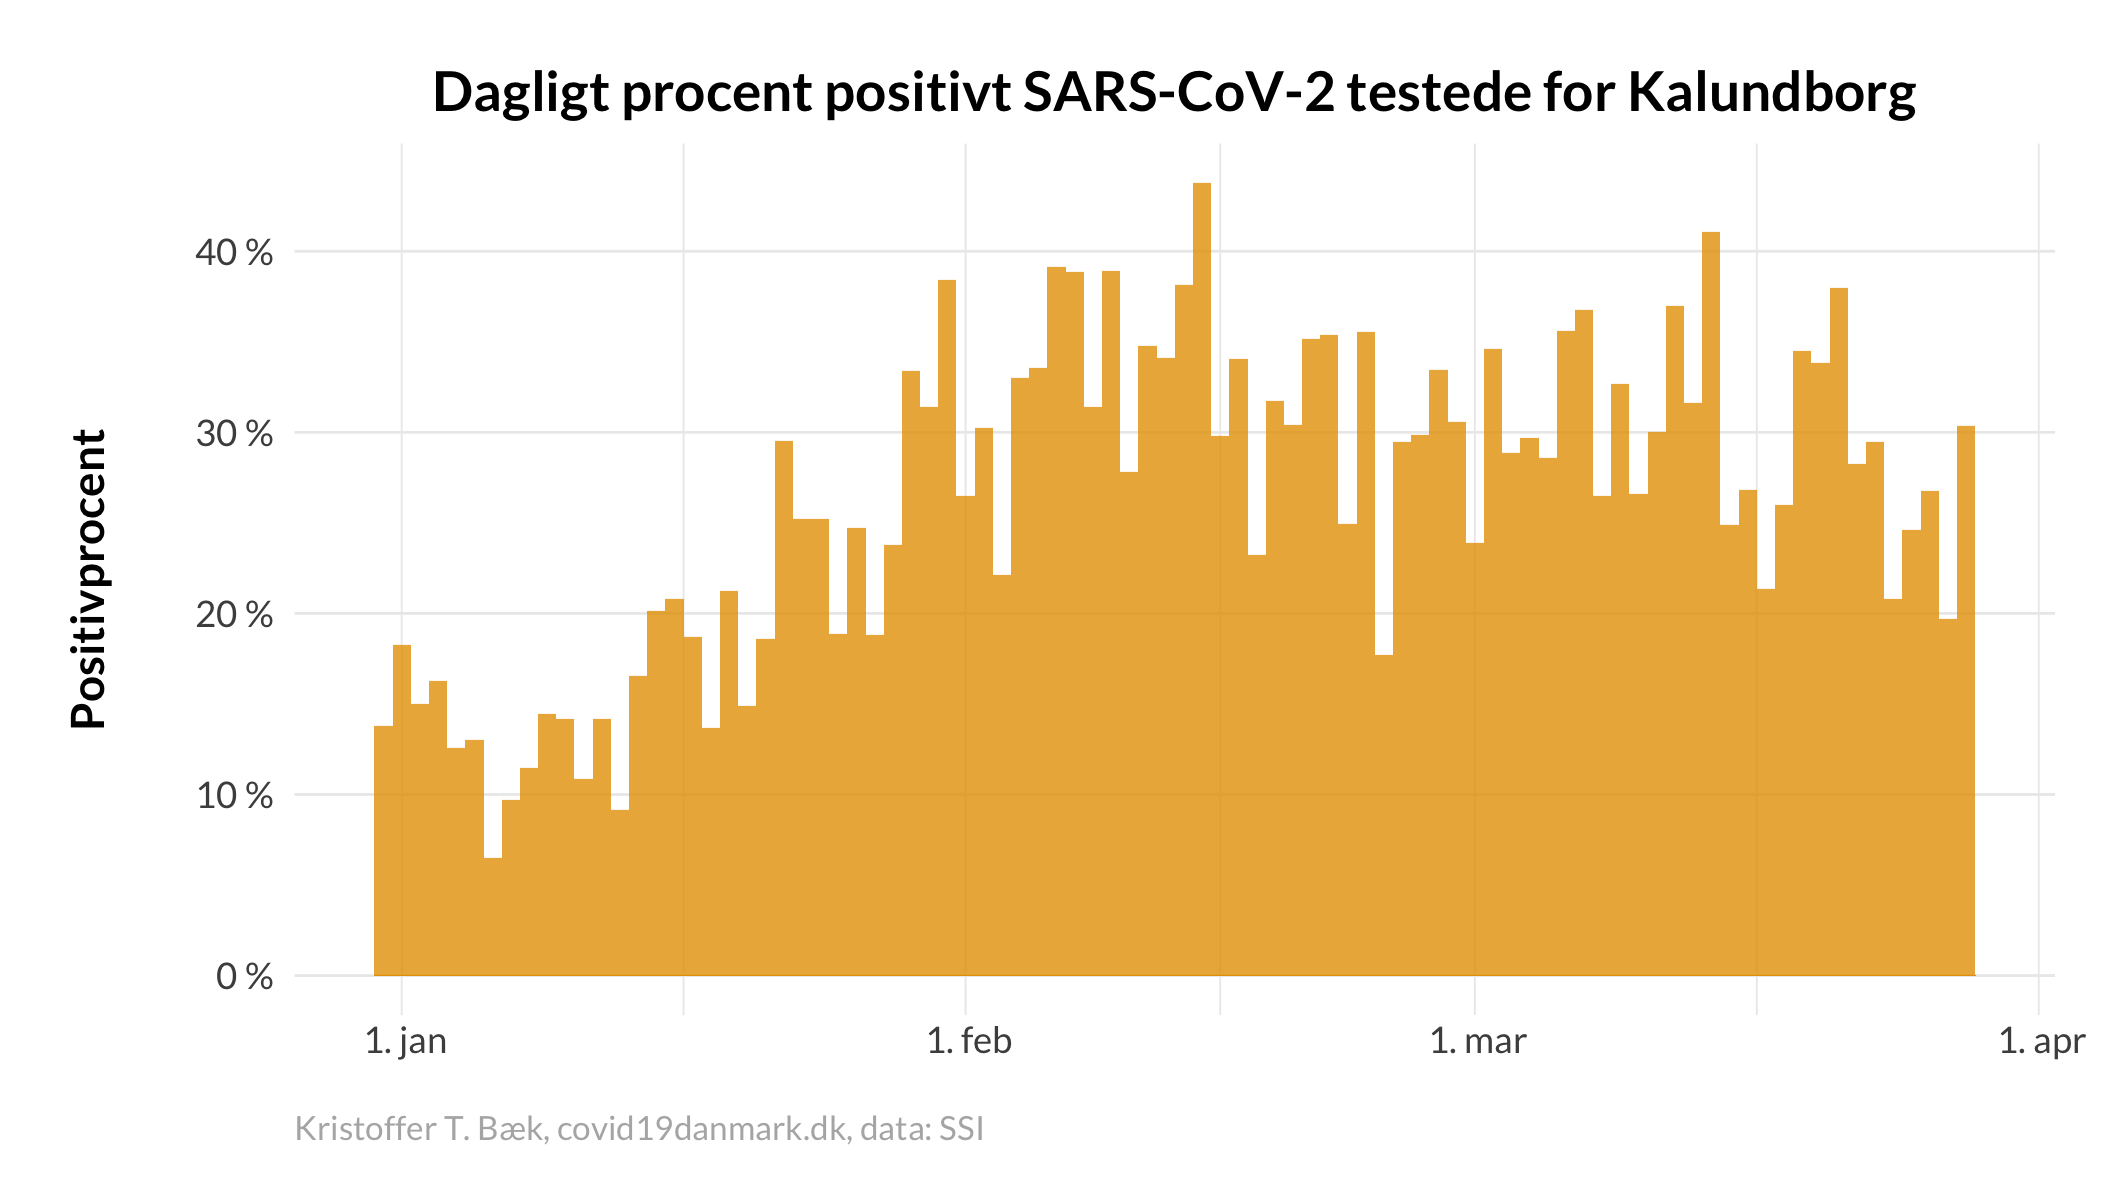 Dagligt procent positivt SARS-CoV-2 testede for Kalundborg
Positivprocent
40 %
30 %
20 %
10 %
0 %
1. jan
1. feb
1. mar
1. apr
Kristoffer T. Bæk, covid19danmark.dk, data: SSI